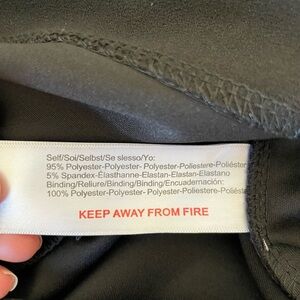 Self/Soi/Selbst/Se slesso/Yo:
95% Polyester-Polyester- Polyester-Poliestere-Poliéster
5% Spandex-Élasthanne-Elastan-Elastan-Elastano
Binding/Reliure/Binding/Binding/Encuadernación:
100% Polyester-Polyester- Polyester-Poliestere-Poliést
KEEP AWAY FROM FIRE